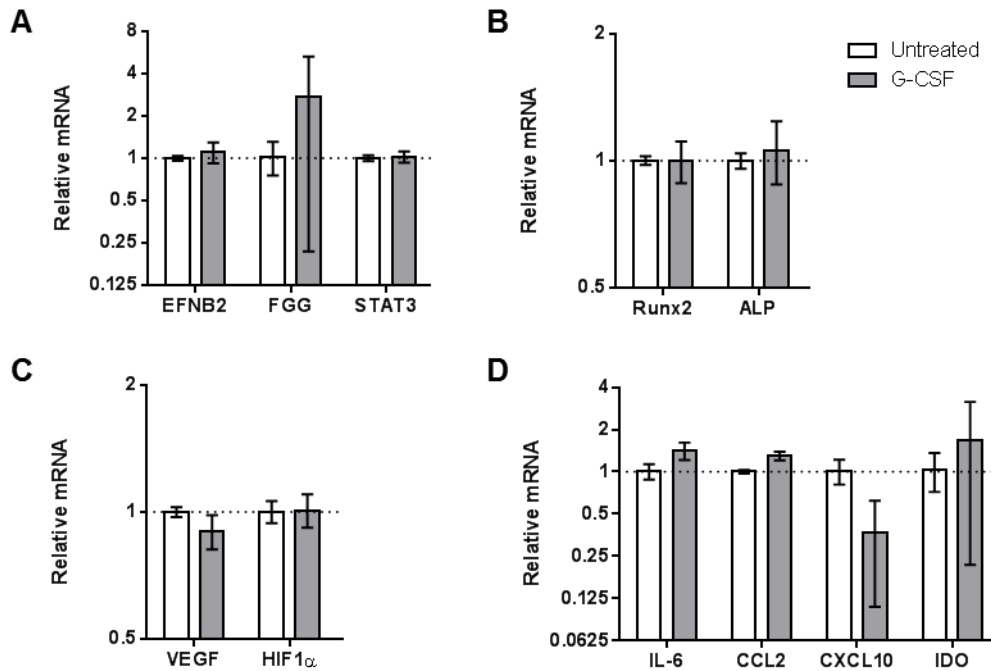 A
Relative mRNA
8
4
2
1
0.5
0.25
0.125
EFNB2 FGG STAT3
B
Relative mRNA
2
1
0.5
Runx2 ALP
Untreated
G-CSF
C
Relative mRNA
2
1
0.5
VEGF HIF1α
D
Relative mRNA
4
2
1
0.5
0.25
0.125
0.0625
IL-6 CCL2 CXCL10 IDO